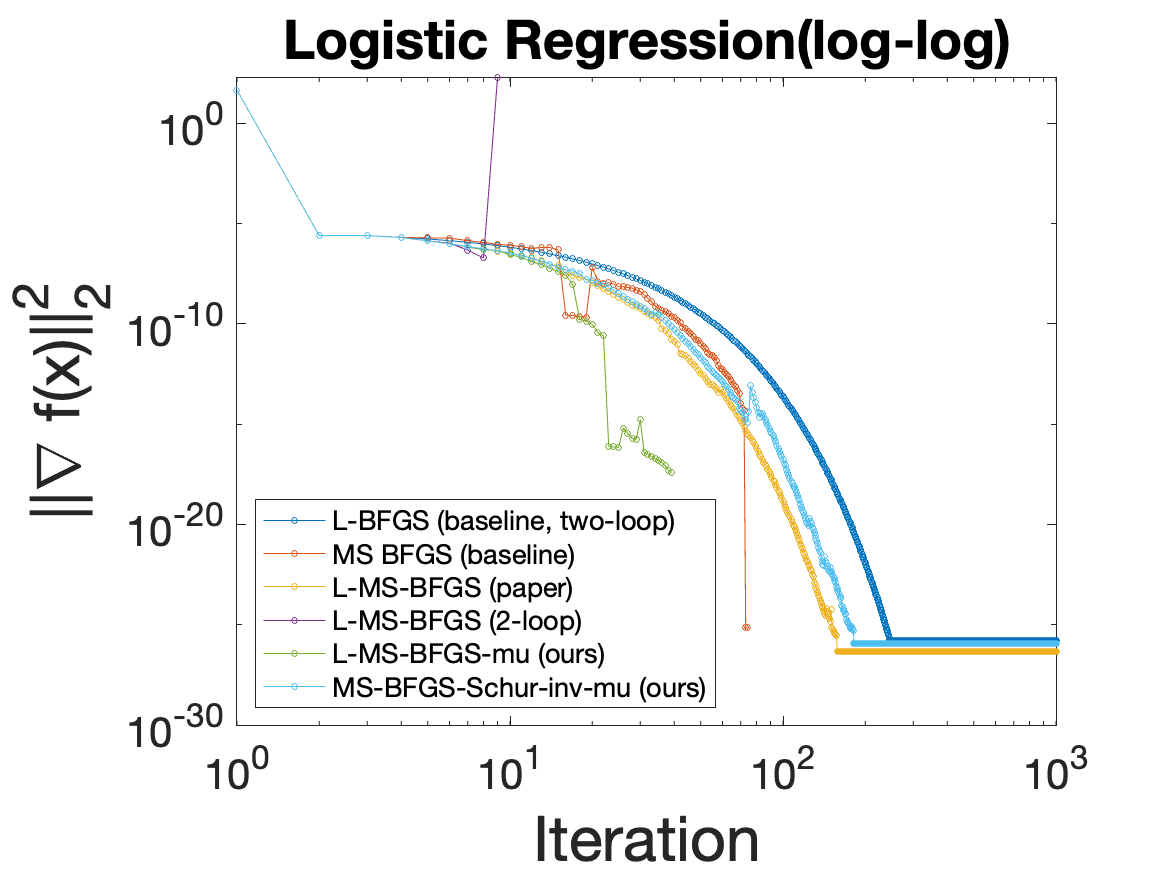 Logistic Regression(log-log)
10^0
10^-10
10^-20
10^-30
||∇ f(x)||_2^2
L-BFGS (baseline, two-loop)
MS BFGS (baseline)
L-MS-BFGS (paper)
L-MS-BFGS (2-loop)
L-MS-BFGS-mu (ours)
MS-BFGS-Schur-inv-mu (ours)
10^0 10^1 10^2 10^3
Iteration